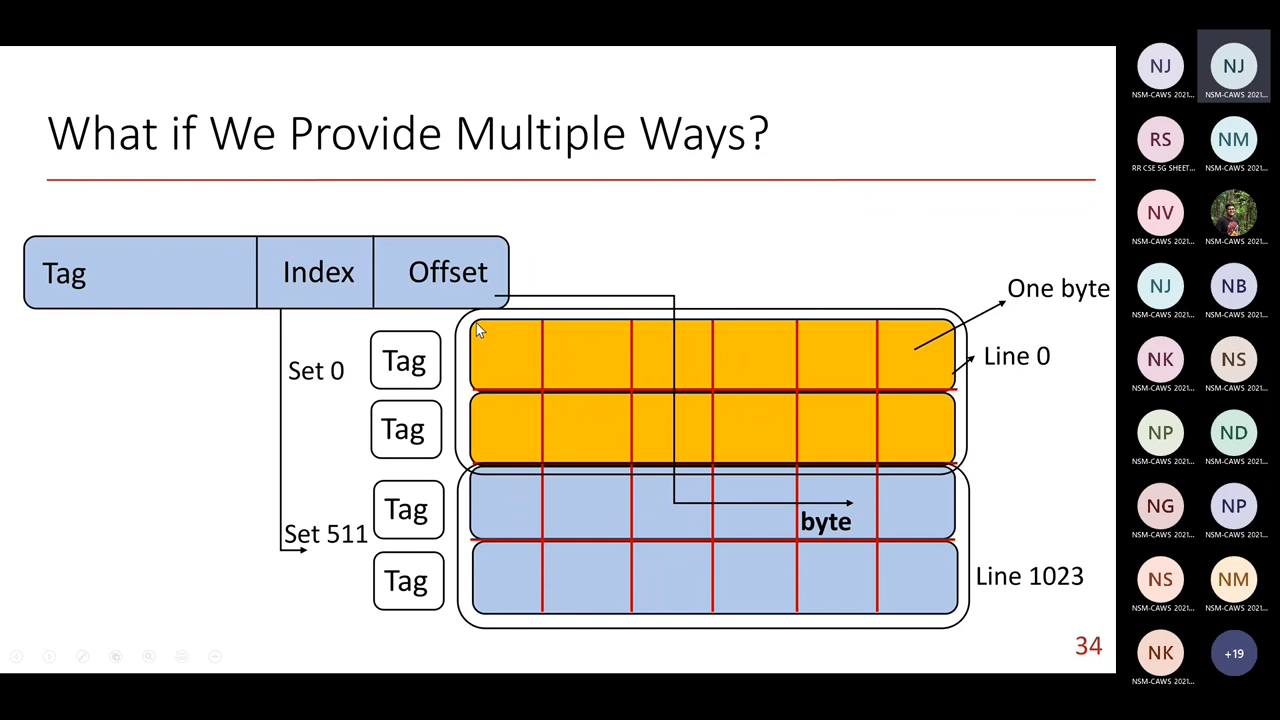 What if We Provide Multiple Ways?
Tag
Index
Offset
One byte
Set 0
Tag
Line 0
Tag
Tag
Set 511
byte
Tag
Line 1023
34
NJ
NSM-CAWS 2021...
NJ
NSM-CAWS 2021...
RS
RR CSE 5G SHEET...
NM
NSM-CAWS 2021...
NV
NSM-CAWS 2021...
NSM-CAWS 2021...
NJ
NSM-CAWS 2021...
NB
NSM-CAWS 2021...
NK
NSM-CAWS 2021...
NS
NSM-CAWS 2021...
NP
NSM-CAWS 2021...
ND
NSM-CAWS 2021...
NG
NSM-CAWS 2021...
NP
NSM-CAWS 2021...
NS
NSM-CAWS 2021...
NM
NSM-CAWS 2021...
NK
NSM-CAWS 2021...
+19